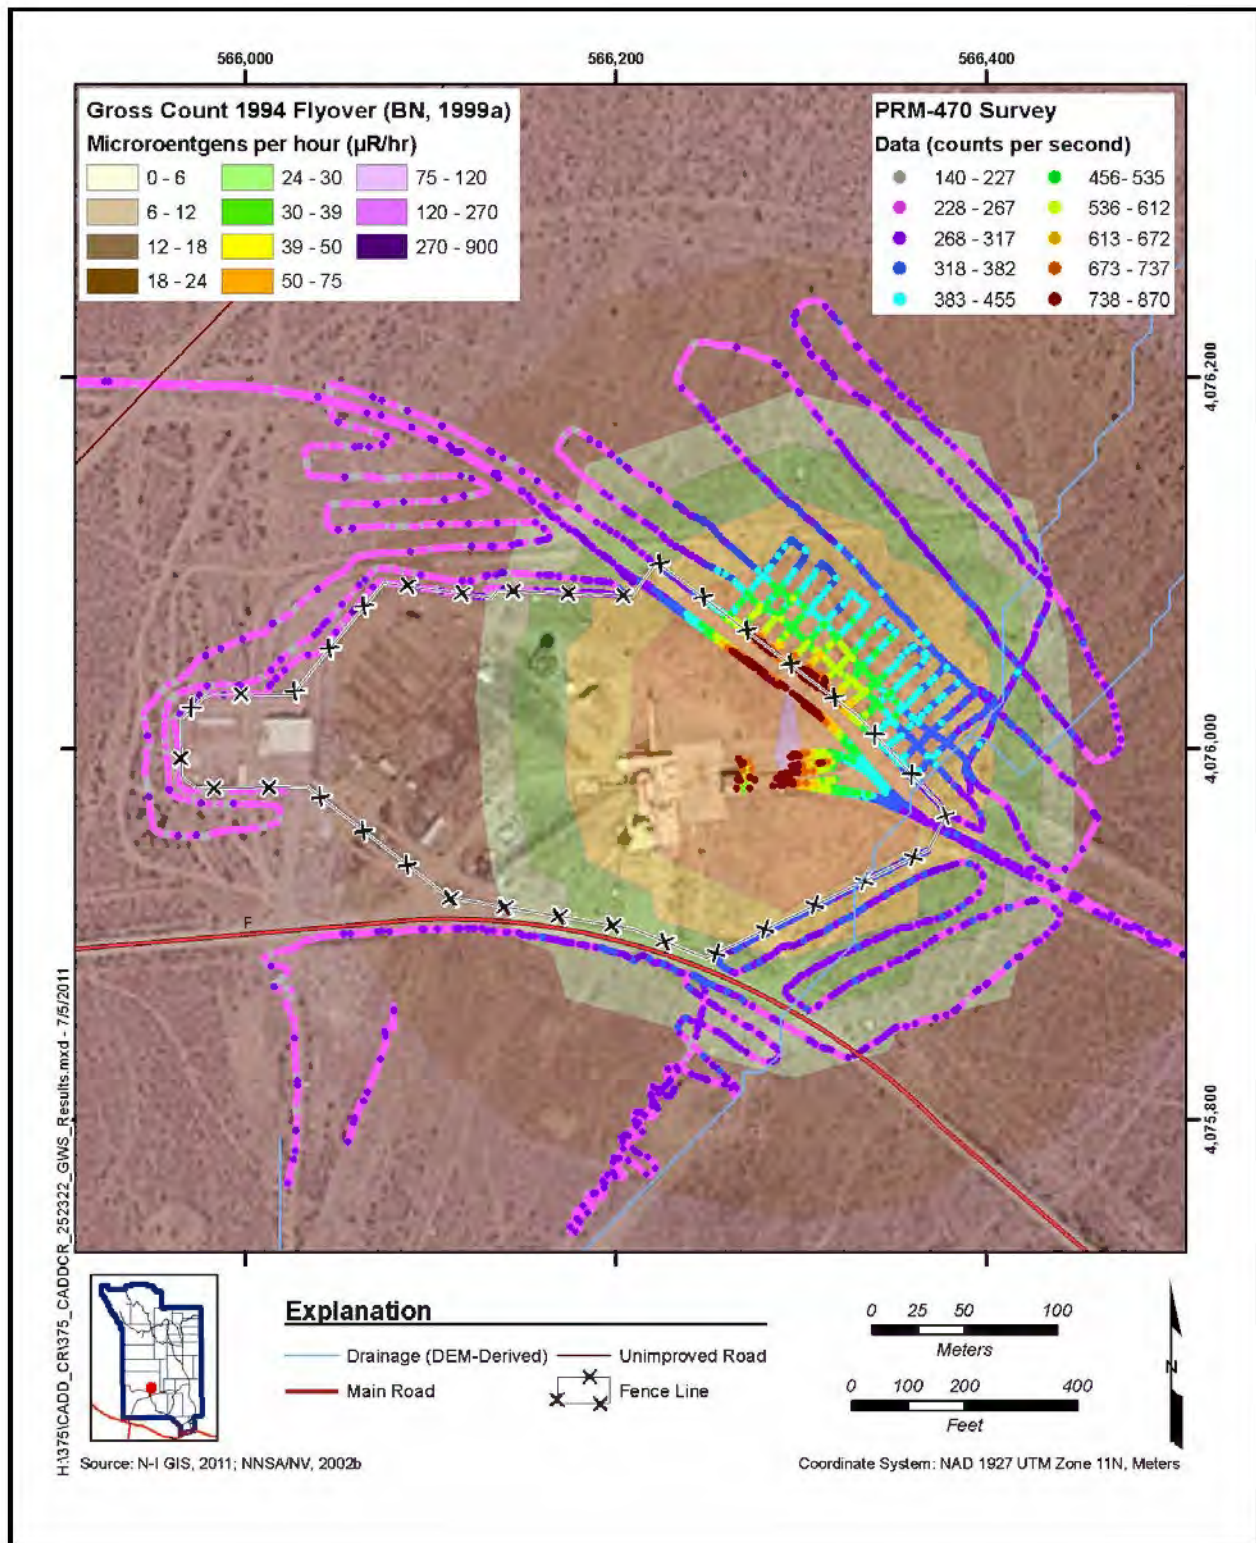 566,000 566,200 566,400
Gross Count 1994 Flyover (BN, 1999a)
Microroentgens per hour (µR/hr)
0 - 6 24 - 30 75 - 120
6 - 12 30 - 39 120 - 270
12 - 18 39 - 50 270 - 900
18 - 24 50 - 75
PRM-470 Survey
Data (counts per second)
140 - 227 456- 535
228 - 267 536 - 612
268 - 317 613 - 672
318 - 382 673 - 737
383 - 455 738 - 870
4,076,200
4,076,000
4,075,800
F
H:\375\CADD_CR\375_CADDCR_252322_GWS_Results.mxd - 7/5/2011
Explanation
Drainage (DEM-Derived) Unimproved Road
Main Road Fence Line
0 25 50 100
Meters
0 100 200 400
Feet
N
Source: N-I GIS, 2011; NNSA/NV, 2002b
Coordinate System: NAD 1927 UTM Zone 11N, Meters